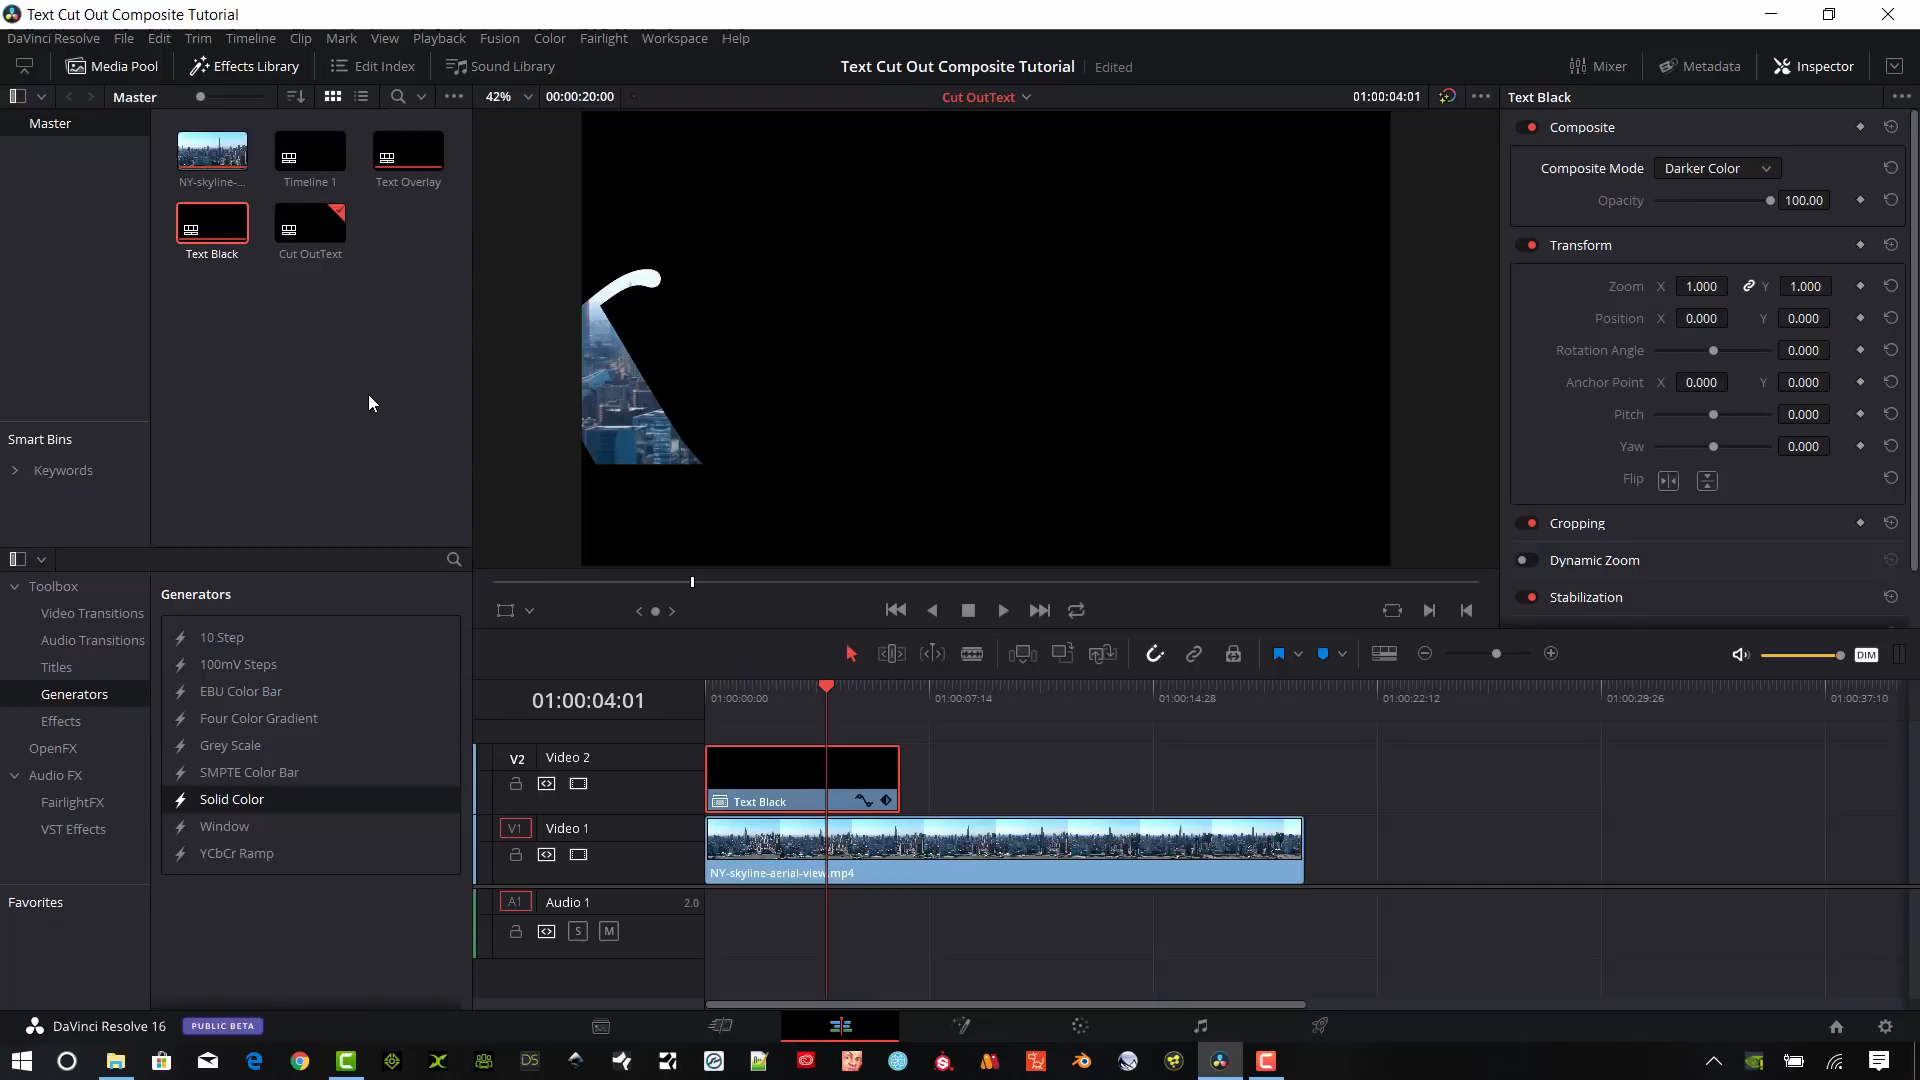 Text Cut Out Composite Tutorial
DaVinci Resolve File Edit Trim Timeline Clip Mark View Playback Fusion Color Fairlight Workspace Help
Media Pool Effects Library Edit Index Sound Library Text Cut Out Composite Tutorial Edited Mixer Metadata Inspector
Master 42% 00:00:20:00 Cut OutText 01:00:04:01 Text Black
Master
NY-skyline-... Timeline 1 Text Overlay
Text Black Cut OutText
Composite
Composite Mode Darker Color
Opacity 100.00
Transform
Zoom X 1.000 Y 1.000
Position X 0.000 Y 0.000
Rotation Angle 0.000
Anchor Point X 0.000 Y 0.000
Pitch 0.000
Yaw 0.000
Flip
Cropping
Dynamic Zoom
Stabilization
Smart Bins
Keywords
Toolbox
Video Transitions
Audio Transitions
Titles
Generators
Effects
OpenFX
Audio FX
FairlightFX
VST Effects
Favorites
Generators
10 Step
100mV Steps
EBU Color Bar
Four Color Gradient
Grey Scale
SMPTE Color Bar
Solid Color
Window
YCbCr Ramp
DIM
01:00:04:01 01:00:00:00 01:00:07:14 01:00:14:28 01:00:22:12 01:00:29:26 01:00:37:10
V2 Video 2
Text Black
V1 Video 1
NY-skyline-aerial-view.mp4
A1 Audio 1 2.0
S M
DaVinci Resolve 16 PUBLIC BETA
DS